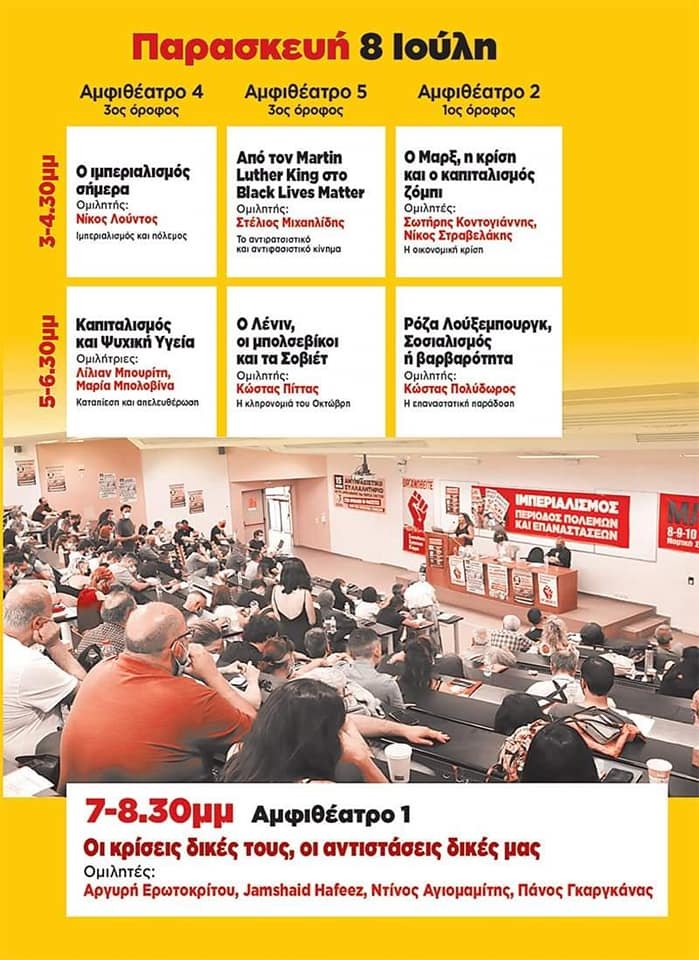 Παρασκευή 8 Ιούλη
Αμφιθέατρο 4
3ος όροφος
Αμφιθέατρο 5
3ος όροφος
Αμφιθέατρο 2
1ος όροφος
3-4.30μμ
Ο ιμπεριαλισμός
σήμερα
Ομιλητής:
Νίκος Λούντος
Ιμπεριαλισμός και πόλεμος
Από τον Martin
Luther King στο
Black Lives Matter
Ομιλητής:
Στέλιος Μιχαηλίδης
Το αντιρατσιστικό
και αντιφασιστικό κίνημα
Ο Μαρξ, η κρίση
και ο καπιταλισμός
ζόμπι
Ομιλητές:
Σωτήρης Κοντογιάννης,
Νίκος Στραβελάκης
Η οικονομική κρίση
5-6.30μμ
Καπιταλισμός
και Ψυχική Υγεία
Ομιλήτριες:
Λίλιαν Μπουρίτη,
Μαρία Μπολοβίνα
Καταπίεση και απελευθέρωση
Ο Λένιν,
οι μπολσεβίκοι
και τα Σοβιέτ
Ομιλητής:
Κώστας Πίττας
Η κληρονομιά του Οκτώβρη
Ρόζα Λούξεμπουργκ,
Σοσιαλισμός
ή βαρβαρότητα
Ομιλητής:
Κώστας Πολύδωρος
Η επαναστατική παράδοση
ΑΝΤΙΦΑΣΙΣΤΙΚΟ
ΣΥΛΛΑΛΗΤΗΡΙΟ
ΟΡΓΑΝΩΘΕΙΤΕ
ΙΜΠΕΡΙΑΛΙΣΜΟΣ
ΠΕΡΙΟΔΟΣ ΠΟΛΕΜΩΝ
ΚΑΙ ΕΠΑΝΑΣΤΑΣΕΩΝ
ΜΑ
8-9-10
7-8.30μμ Αμφιθέατρο 1
Οι κρίσεις δικές τους, οι αντιστάσεις δικές μας
Ομιλητές:
Αργυρή Ερωτοκρίτου, Jamshaid Hafeez, Ντίνος Αγιομαμίτης, Πάνος Γκαργκάνας